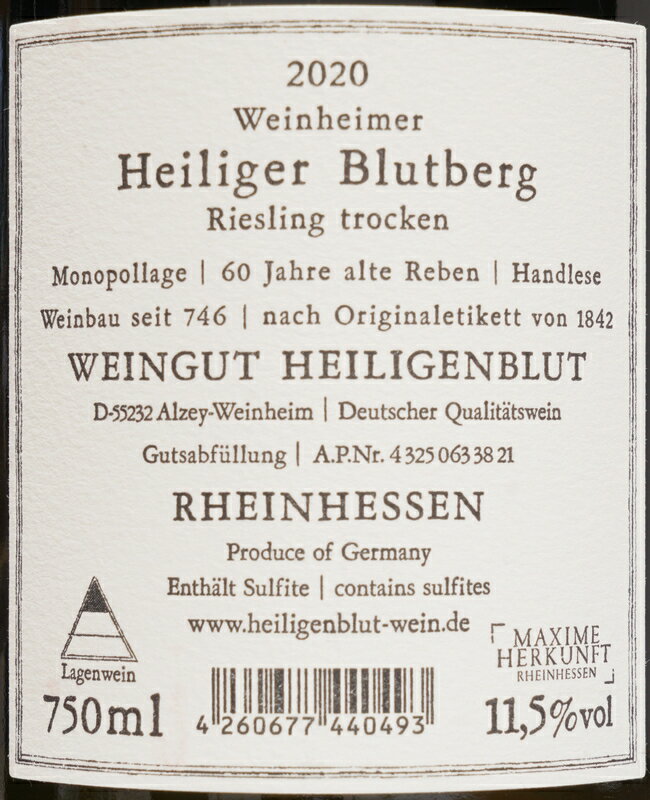 2020
Weinheimer
Heiliger Blutberg
Riesling trocken
Monopollage | 60 Jahre alte Reben | Handlese
Weinbau seit 746 | nach Originaletikett von 1842
WEINGUT HEILIGENBLUT
D-55232 Alzey-Weinheim | Deutscher Qualitätswein
Gutsabfüllung | A.P.Nr. 4 325 063 38 21
RHEINHESSEN
Produce of Germany
Enthält Sulfite | contains sulfites
www.heiligenblut-wein.de
Lagenwein
750ml
4 260677 440493
MAXIME
HERKUNFT
RHEINHESSEN
11,5%vol